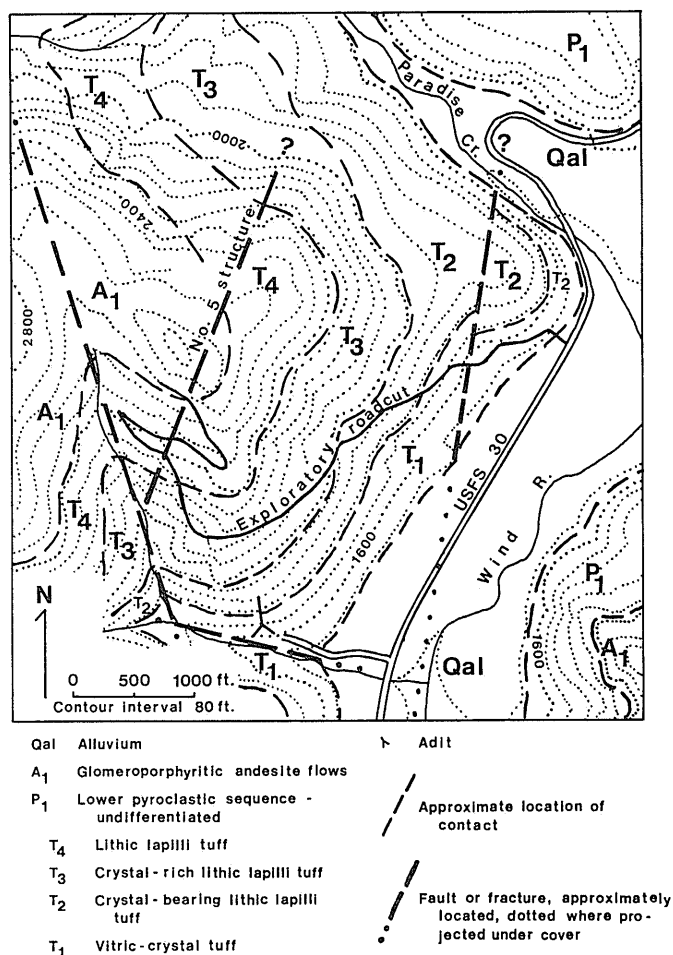 P1
T3
T4
Paradise
Cr.
?
Qal
2000
?
2400
No. 5 structure
T2
T2
T2
T4
A1
2800
T3
A1
Exploratory roadcut
T1
USFS 30
Wind R.
T4
T3
1600
P1
N
T2
1600
A1
T1
Qal
0 500 1000 ft.
Contour interval 80 ft.
Qal Alluvium
A1 Glomeroporphyritic andesite flows
P1 Lower pyroclastic sequence -
undifferentiated
T4 Lithic lapilli tuff
T3 Crystal-rich lithic lapilli tuff
T2 Crystal-bearing lithic lapilli
tuff
T1 Vitric-crystal tuff
Adit
Approximate location of
contact
Fault or fracture, approximately
located, dotted where pro-
jected under cover